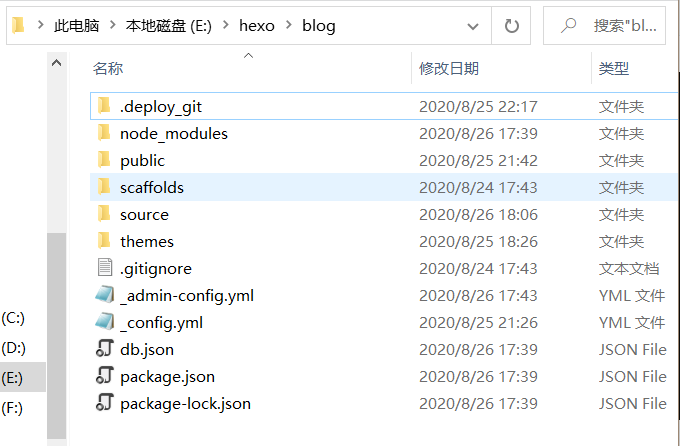 此电脑 本地磁盘 (E:) hexo blog 搜索"bl...
名称 修改日期 类型
.deploy_git 2020/8/25 22:17 文件夹
node_modules 2020/8/26 17:39 文件夹
public 2020/8/25 21:42 文件夹
scaffolds 2020/8/24 17:43 文件夹
source 2020/8/26 18:06 文件夹
themes 2020/8/25 18:26 文件夹
.gitignore 2020/8/24 17:43 文本文档
_admin-config.yml 2020/8/26 17:43 YML 文件
(C:) _config.yml 2020/8/25 21:26 YML 文件
(D:) db.json 2020/8/26 17:39 JSON File
(E:) package.json 2020/8/26 17:39 JSON File
(F:) package-lock.json 2020/8/26 17:39 JSON File